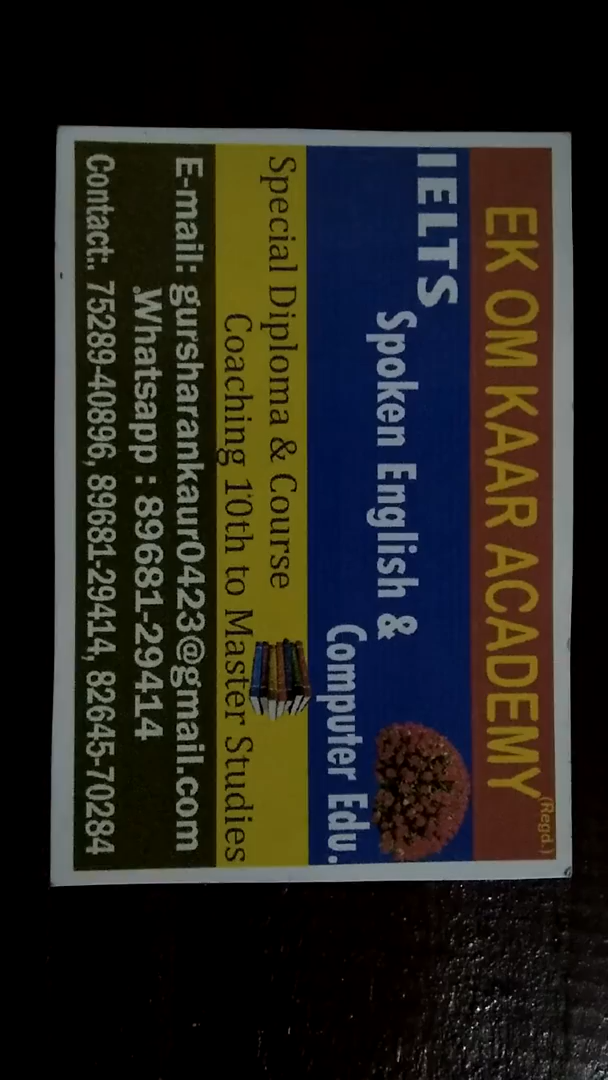 EK OM KAAR ACADEMY
(Regd.)
IELTS
Spoken English &
Computer Edu.
Special Diploma & Course
Coaching 10th to Master Studies
E-mail: gursharankaur0423@gmail.com
.Whatsapp : 89681-29414
Contact:. 75289-40896, 89681-29414, 82645-70284